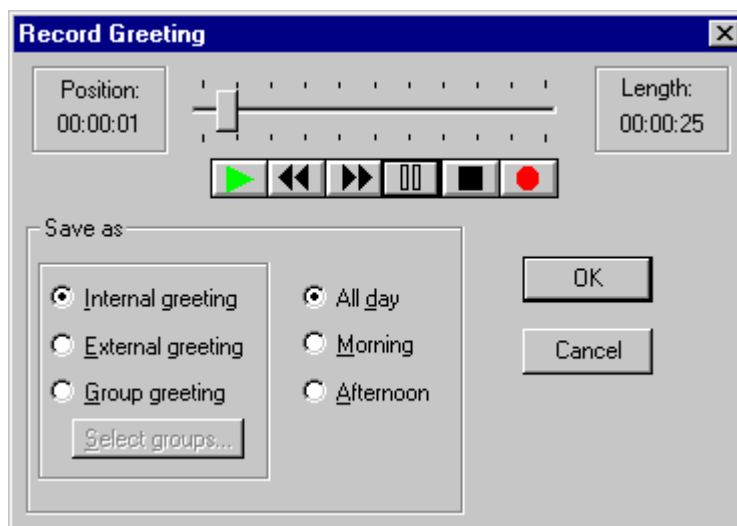 Record Greeting
Position:
00:00:01
Length:
00:00:25
Save as
Internal greeting
External greeting
Group greeting
Select groups...
All day
Morning
Afternoon
OK
Cancel